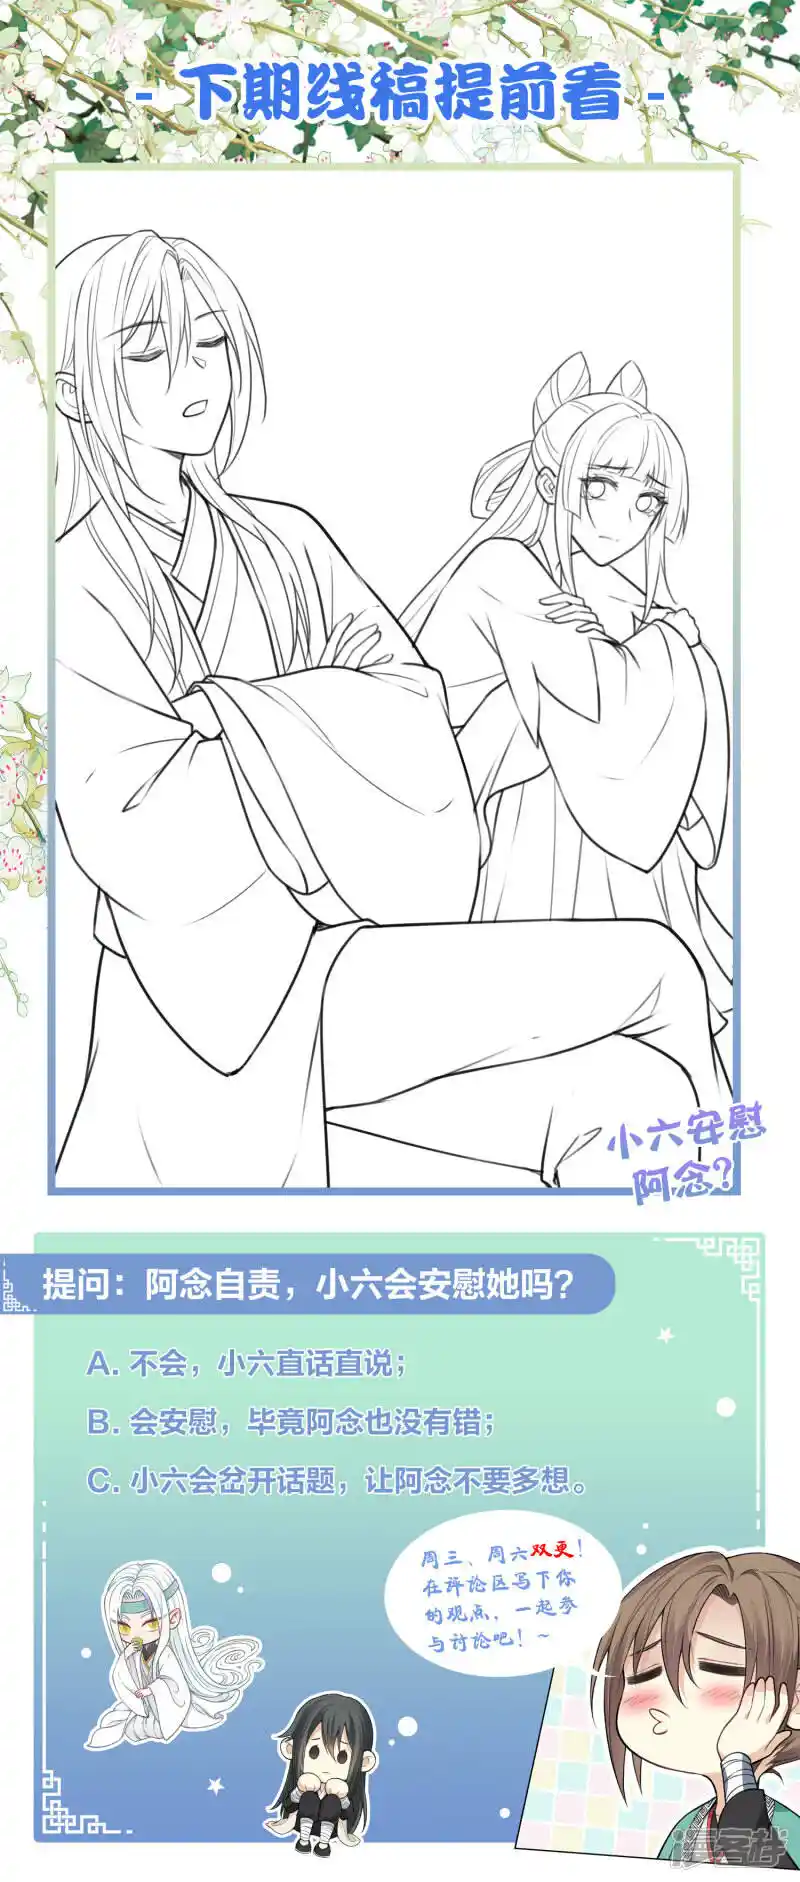 - 下期线稿提前看 -
小六安慰
阿念？
提问：阿念自责，小六会安慰她吗？
A. 不会，小六直话直说；
B. 会安慰，毕竟阿念也没有错；
C. 小六会岔开话题，让阿念不要多想。
周三、周六双更！
在评论区写下你
的观点，一起参
与讨论吧！~
漫客栈